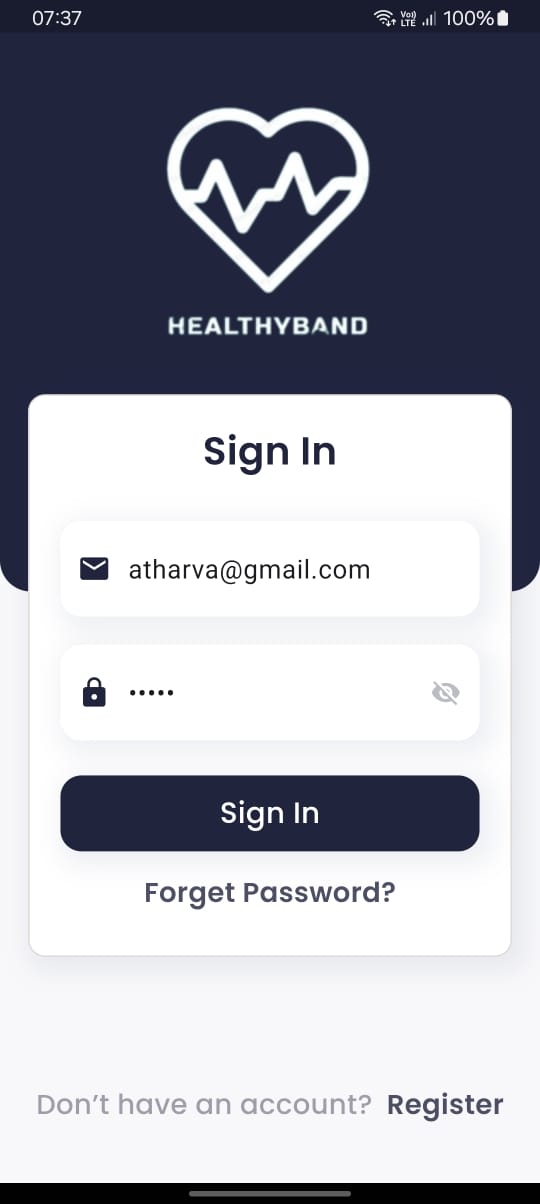 07:37 Vo)) LTE 100%
HEALTHYBAND
Sign In
atharva@gmail.com
•••••
Sign In
Forget Password?
Don’t have an account? Register